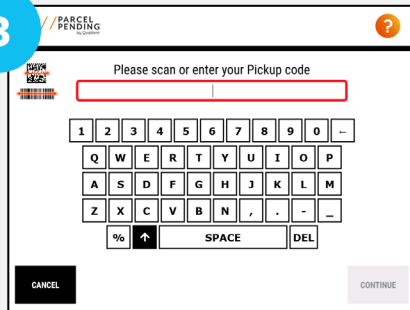 3
// PARCEL
PENDING
by Quadient
?
Please scan or enter your Pickup code
1 2 3 4 5 6 7 8 9 0 ←
Q W E R T Y U I O P
A S D F G H J K L M
Z X C V B N , . - _
% ↑ SPACE DEL
CANCEL
CONTINUE